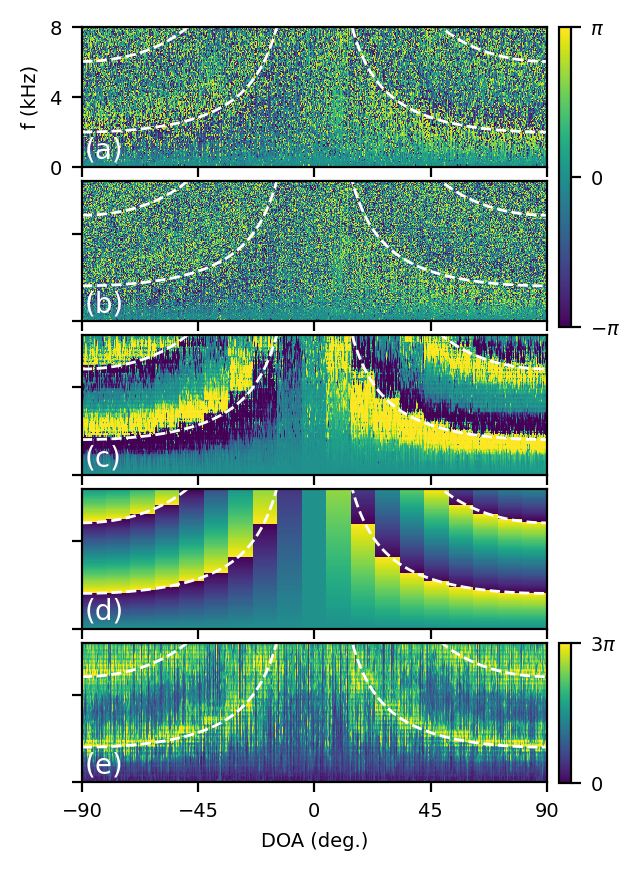 8
π
f (kHz)
4
0
(a)
0
(b)
−π
(c)
(d)
3π
(e)
0
−90
−45
0
45
90
DOA (deg.)